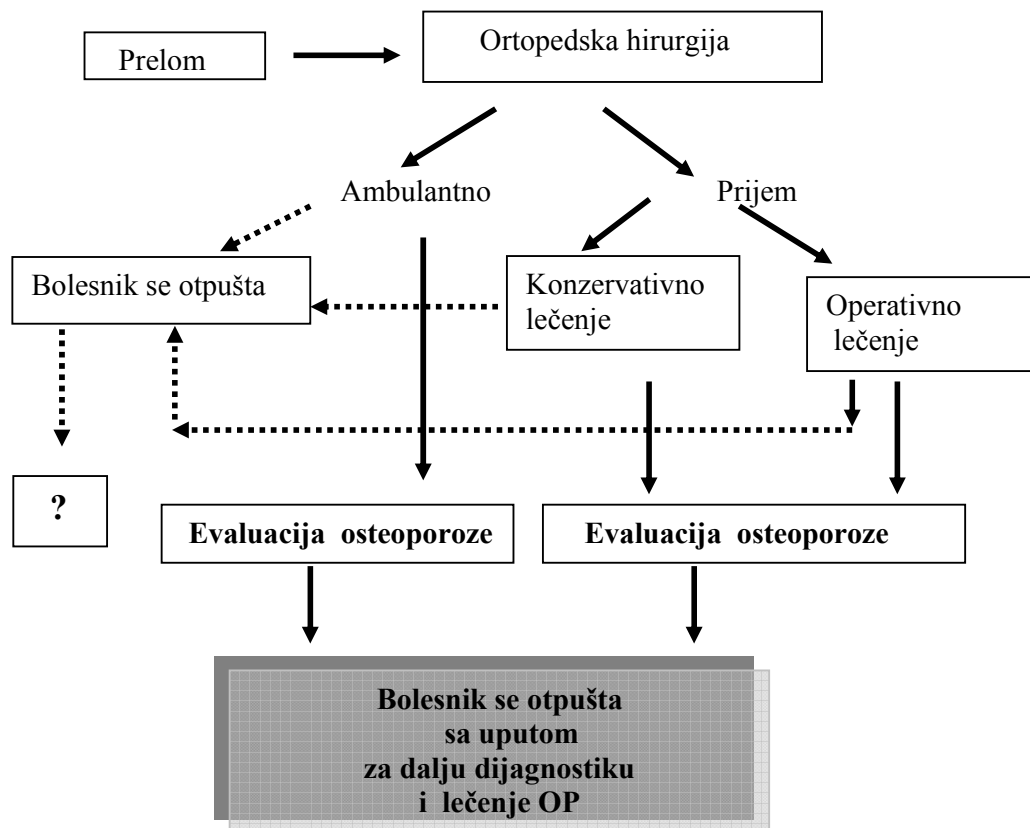 Prelom
Ortopedska hirurgija
Ambulantno
Prijem
Bolesnik se otpušta
Konzervativno
lečenje
Operativno
lečenje
?
Evaluacija osteoporoze
Evaluacija osteoporoze
Bolesnik se otpušta
sa uputom
za dalju dijagnostiku
i lečenje OP